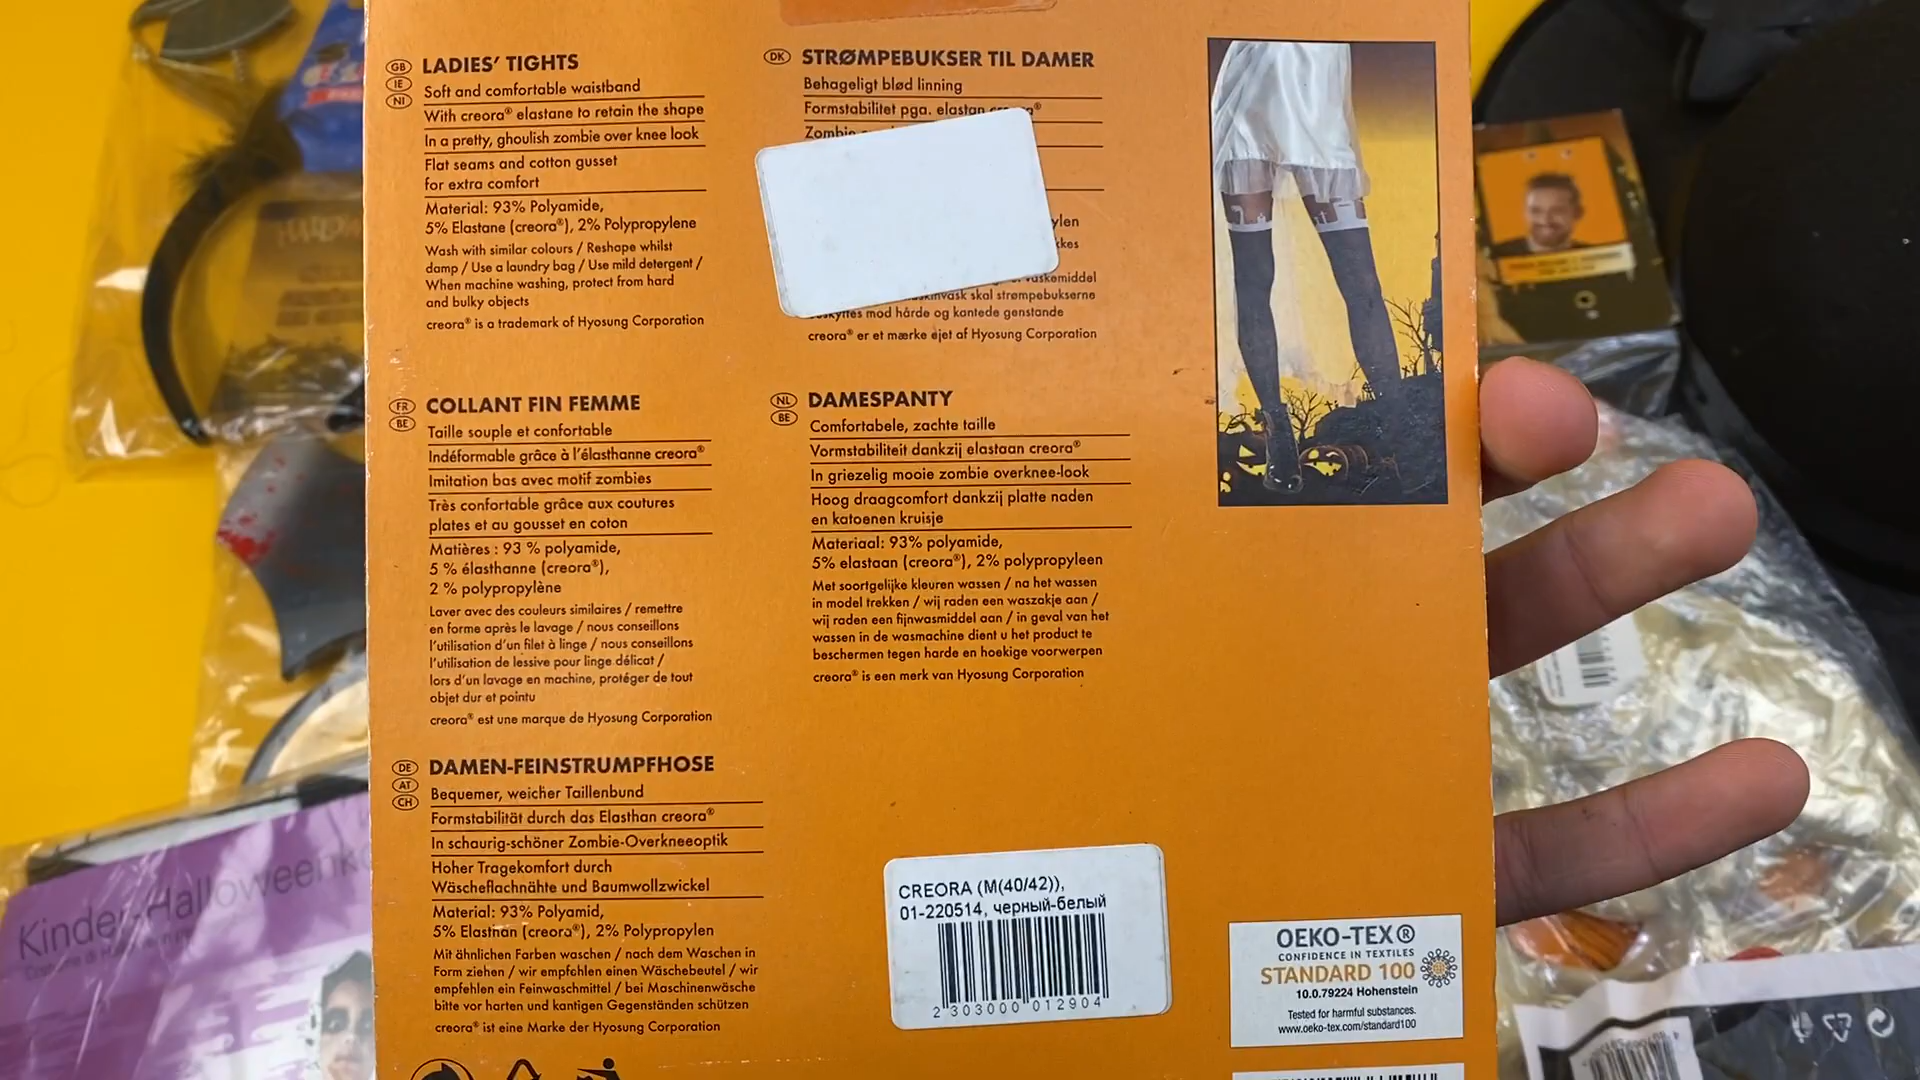 GB
IE
NI
LADIES' TIGHTS
Soft and comfortable waistband
With creora® elastane to retain the shape
In a pretty, ghoulish zombie over knee look
Flat seams and cotton gusset
for extra comfort
Material: 93% Polyamide,
5% Elastane (creora®), 2% Polypropylene
Wash with similar colours / Reshape whilst
damp / Use a laundry bag / Use mild detergent /
When machine washing, protect from hard
and bulky objects
creora® is a trademark of Hyosung Corporation
DK
STRØMPEBUKSER TIL DAMER
Behageligt blød linning
Formstabilitet pga. elastan
Zombie
skal strømpebukserne
mod hårde og kantede genstande
creora® er et mærke ejet af Hyosung Corporation
FR
BE
COLLANT FIN FEMME
Taille souple et confortable
Indéformable grâce à l'élasthanne creora®
Imitation bas avec motif zombies
Très confortable grâce aux coutures
plates et au gousset en coton
Matières : 93 % polyamide,
5 % élasthanne (creora®),
2 % polypropylène
Laver avec des couleurs similaires / remettre
en forme après le lavage / nous conseillons
l'utilisation d'un filet à linge / nous conseillons
l'utilisation de lessive pour linge délicat /
lors d'un lavage en machine, protéger de tout
objet dur et pointu
creora® est une marque de Hyosung Corporation
NL
BE
DAMESPANTY
Comfortabele, zachte taille
Vormstabiliteit dankzij elastaan creora®
In griezelig mooie zombie overknee-look
Hoog draagcomfort dankzij platte naden
en katoenen kruisje
Materiaal: 93% polyamide,
5% elastaan (creora®), 2% polypropyleen
Met soortgelijke kleuren wassen / na het wassen
in model trekken / wij raden een waszakje aan /
wij raden een fijnwasmiddel aan / in geval van het
wassen in de wasmachine dient u het product te
beschermen tegen harde en hoekige voorwerpen
creora® is een merk van Hyosung Corporation
DE
AT
CH
DAMEN-FEINSTRUMPFHOSE
Bequemer, weicher Taillenbund
Formstabilität durch das Elasthan creora®
In schaurig-schöner Zombie-Overkneeoptik
Hoher Tragekomfort durch
Wäscheflachnähte und Baumwollzwickel
Material: 93% Polyamid,
5% Elasthan (creora®), 2% Polypropylen
Mit ähnlichen Farben waschen / nach dem Waschen in
Form ziehen / wir empfehlen einen Wäschebeutel / wir
empfehlen ein Feinwaschmittel / bei Maschinenwäsche
bitte vor harten und kantigen Gegenständen schützen
creora® ist eine Marke der Hyosung Corporation
CREORA (M(40/42)),
01-220514, черный-белый
2 303000 012904
OEKO-TEX®
CONFIDENCE IN TEXTILES
STANDARD 100
10.0.79224 Hohenstein
Tested for harmful substances.
www.oeko-tex.com/standard100